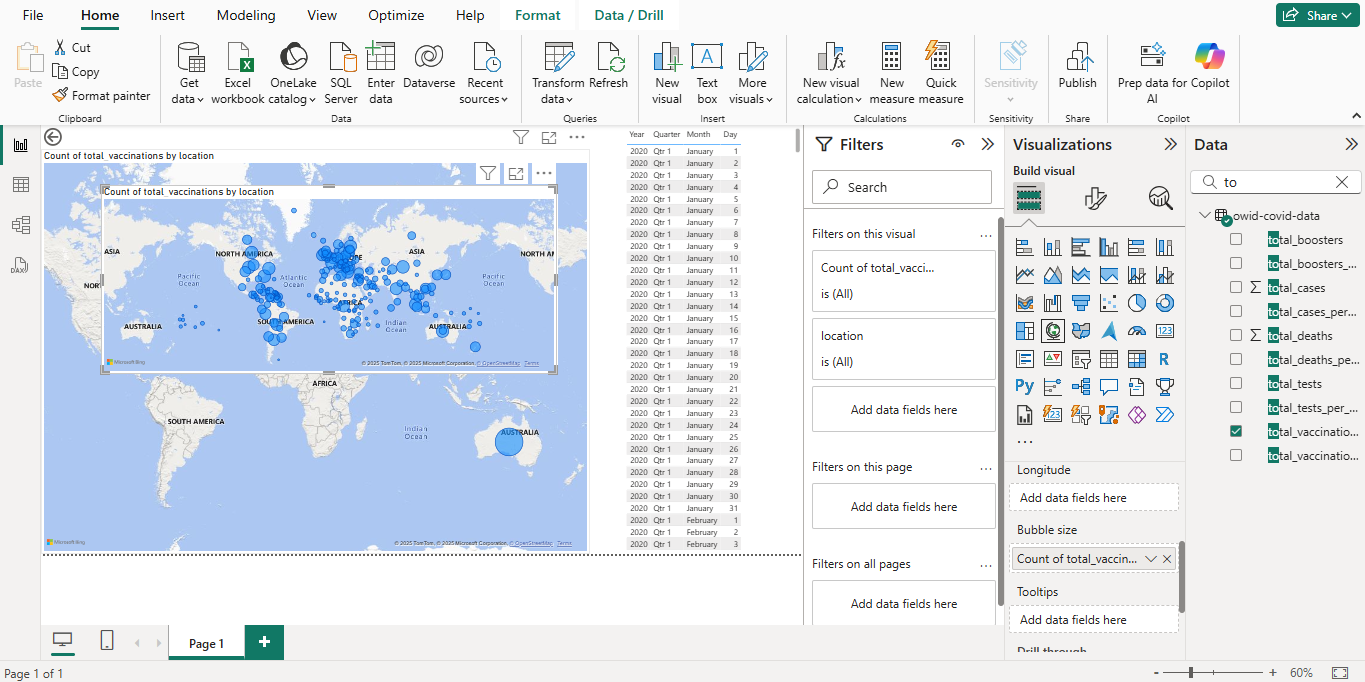 File Home Insert Modeling View Optimize Help Format Data / Drill Share
Paste
Cut
Copy
Format painter
Clipboard
Get data
Excel workbook
OneLake catalog
SQL Server
Enter data
Dataverse
Recent sources
Data
Transform data
Refresh
Queries
New visual
Text box
More visuals
Insert
New visual calculation
New measure
Quick measure
Calculations
Sensitivity
Sensitivity
Publish
Share
Prep data for AI
Copilot
Copilot
Count of total_vaccinations by location
Count of total_vaccinations by location
ASIA
NORTH AMERICA
ASIA
Pacific
Ocean
Atlantic
Ocean
Pacific
Ocean
AFRICA
AUSTRALIA
SOUTH AMERICA
Indian
Ocean
AUSTRALIA
Microsoft Bing
© 2025 TomTom, © 2025 Microsoft Corporation, © OpenStreetMap Terms
AFRICA
SOUTH AMERICA
Indian
Ocean
AUSTRALIA
Microsoft Bing
© 2025 TomTom, © 2025 Microsoft Corporation, © OpenStreetMap Terms
Year Quarter Month Day
2020 Qtr 1 January 1
2020 Qtr 1 January 2
2020 Qtr 1 January 3
2020 Qtr 1 January 4
2020 Qtr 1 January 5
2020 Qtr 1 January 6
2020 Qtr 1 January 7
2020 Qtr 1 January 8
2020 Qtr 1 January 9
2020 Qtr 1 January 10
2020 Qtr 1 January 11
2020 Qtr 1 January 12
2020 Qtr 1 January 13
2020 Qtr 1 January 14
2020 Qtr 1 January 15
2020 Qtr 1 January 16
2020 Qtr 1 January 17
2020 Qtr 1 January 18
2020 Qtr 1 January 19
2020 Qtr 1 January 20
2020 Qtr 1 January 21
2020 Qtr 1 January 22
2020 Qtr 1 January 23
2020 Qtr 1 January 24
2020 Qtr 1 January 25
2020 Qtr 1 January 26
2020 Qtr 1 January 27
2020 Qtr 1 January 28
2020 Qtr 1 January 29
2020 Qtr 1 January 30
2020 Qtr 1 January 31
2020 Qtr 1 February 1
2020 Qtr 1 February 2
2020 Qtr 1 February 3
Filters
Search
Filters on this visual
Count of total_vacci...
is (All)
location
is (All)
Add data fields here
Filters on this page
Add data fields here
Filters on all pages
Add data fields here
Visualizations
Build visual
Longitude
Add data fields here
Bubble size
Count of total_vaccin...
Tooltips
Add data fields here
Drill through
Data
to
owid-covid-data
total_boosters
total_boosters_...
total_cases
total_cases_per...
total_deaths
total_deaths_pe...
total_tests
total_tests_per_...
total_vaccinatio...
total_vaccinatio...
Page 1
Page 1 of 1
- + 60%